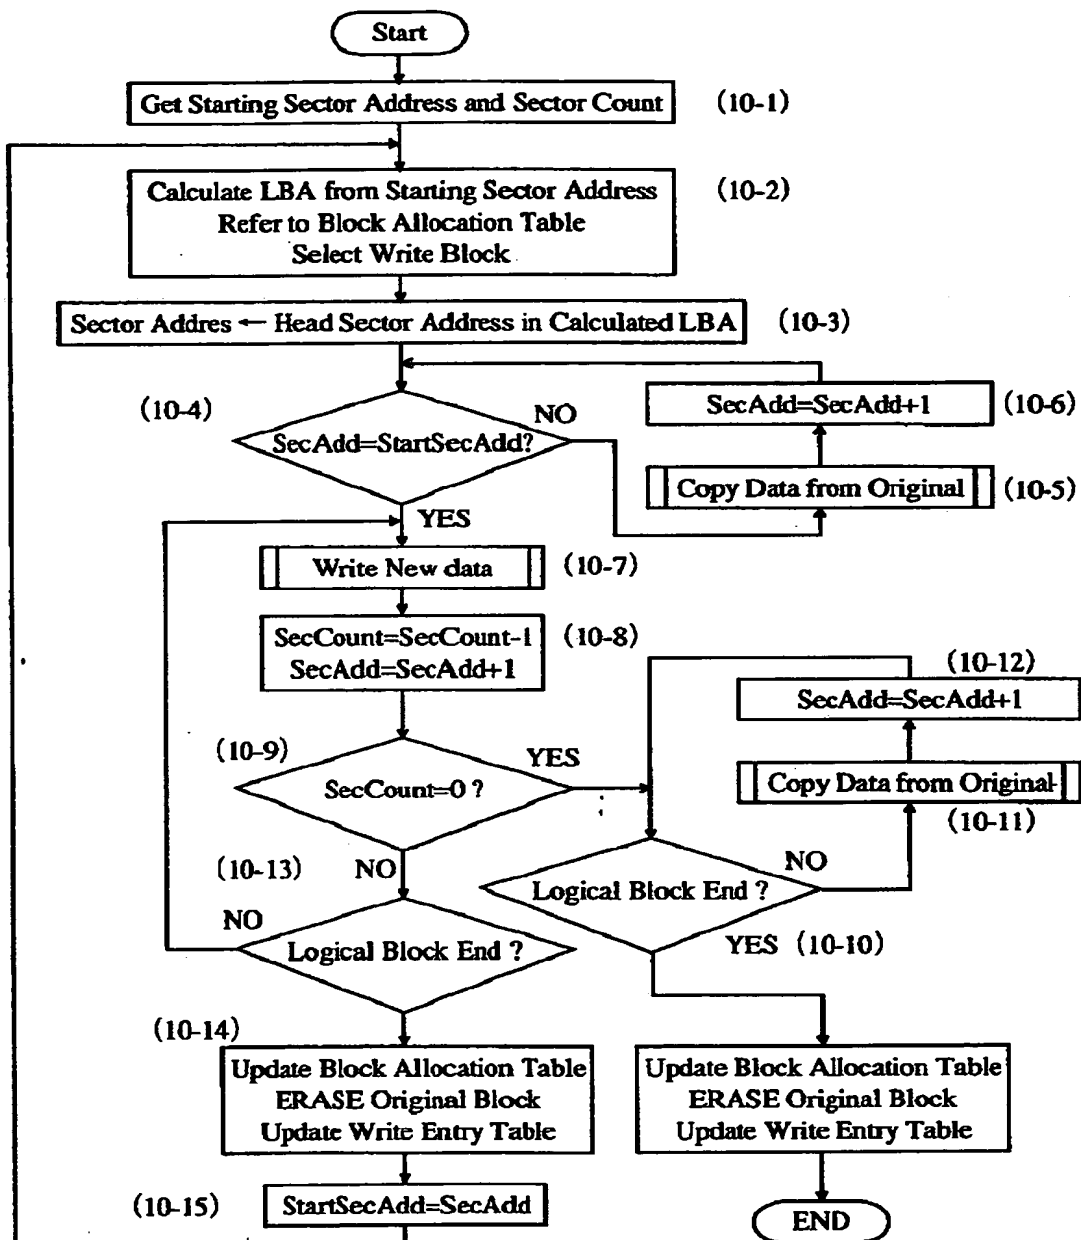 Start
Get Starting Sector Address and Sector Count
(10-1)
Calculate LBA from Starting Sector Address
Refer to Block Allocation Table
Select Write Block
(10-2)
Sector Addres ← Head Sector Address in Calculated LBA
(10-3)
(10-4)
SecAdd=StartSecAdd?
NO
SecAdd=SecAdd+1
(10-6)
Copy Data from Original
(10-5)
YES
Write New data
(10-7)
SecCount=SecCount-1
SecAdd=SecAdd+1
(10-8)
(10-9)
SecCount=0 ?
YES
(10-12)
SecAdd=SecAdd+1
Copy Data from Original
(10-11)
NO
(10-13)
NO
Logical Block End ?
Logical Block End ?
NO
YES (10-10)
(10-14)
Update Block Allocation Table
ERASE Original Block
Update Write Entry Table
Update Block Allocation Table
ERASE Original Block
Update Write Entry Table
(10-15)
StartSecAdd=SecAdd
END